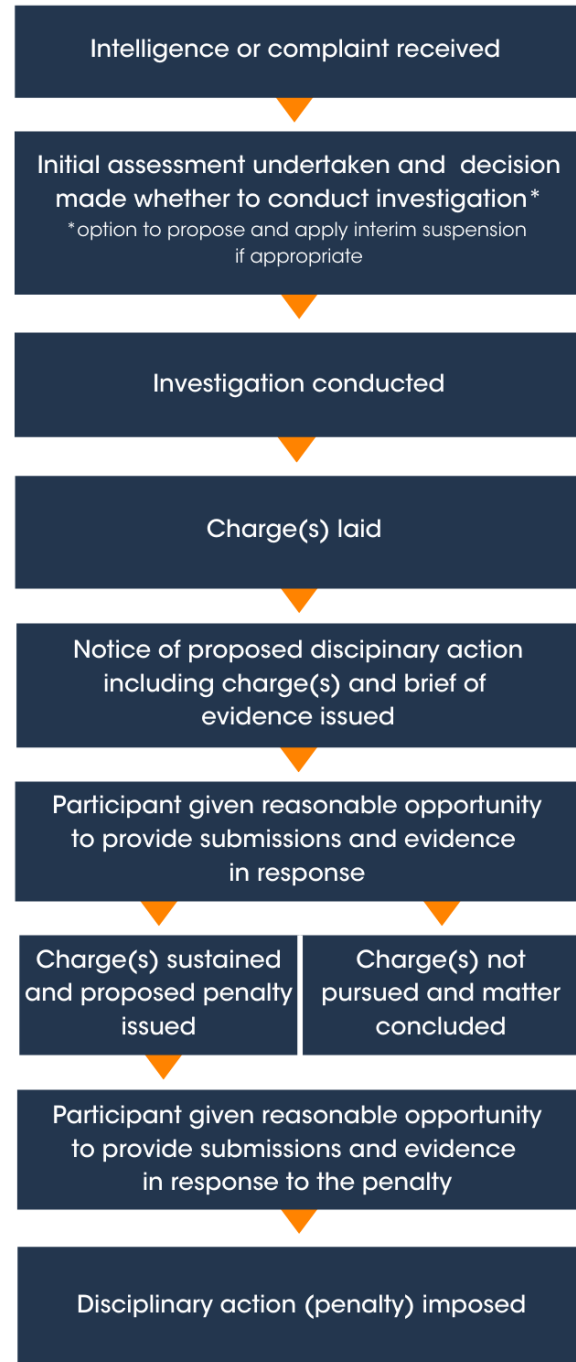 Intelligence or complaint received
Initial assessment undertaken and decision
made whether to conduct investigation*
*option to propose and apply interim suspension
if appropriate
Investigation conducted
Charge(s) laid
Notice of proposed discipinary action
including charge(s) and brief of
evidence issued
Participant given reasonable opportunity
to provide submissions and evidence
in response
Charge(s) sustained
and proposed penalty
issued
Charge(s) not
pursued and matter
concluded
Participant given reasonable opportunity
to provide submissions and evidence
in response to the penalty
Disciplinary action (penalty) imposed